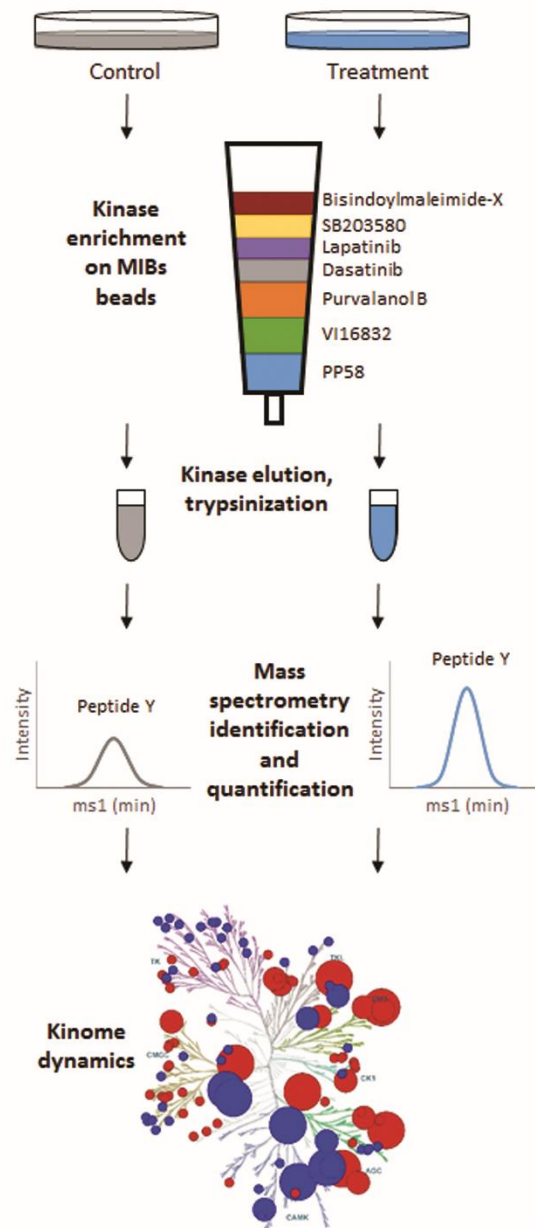 Control
Treatment
Kinase
enrichment
on MIBs
beads
Bisindoylmaleimide-X
SB203580
Lapatinib
Dasatinib
Purvalanol B
VI16832
PP58
Kinase elution,
trypsinization
Intensity
Peptide Y
ms1 (min)
Mass
spectrometry
identification
and
quantification
Intensity
Peptide Y
ms1 (min)
Kinome
dynamics
TK
TKL
CMGC
CK1
AGC
CAMK